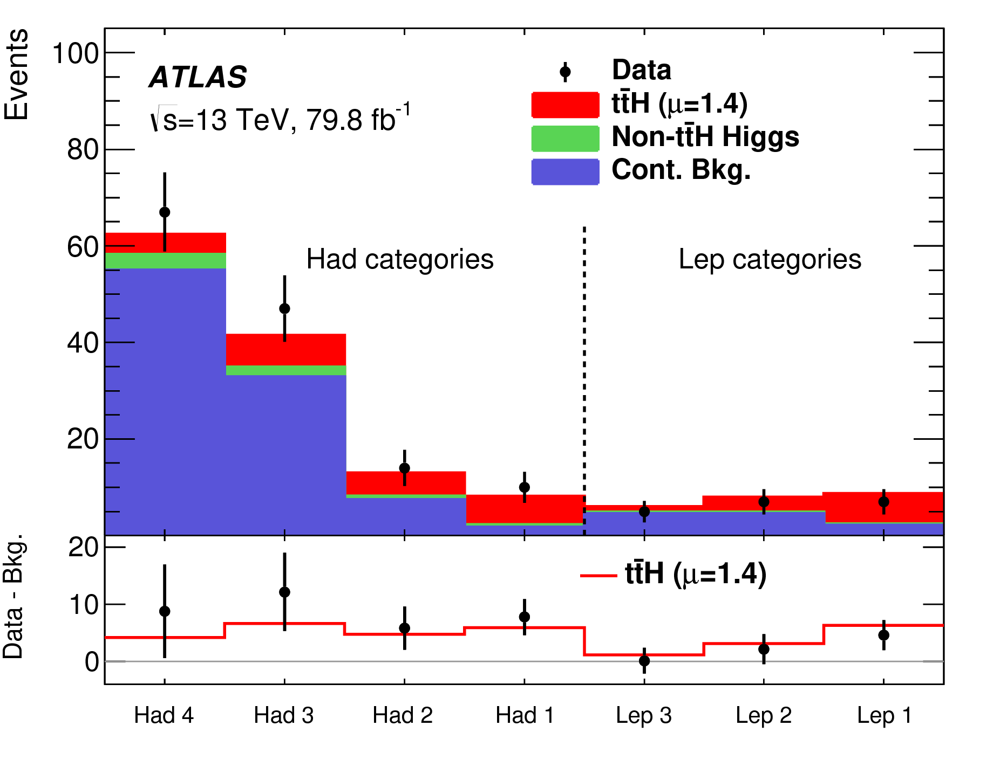 Events
100
80
60
40
20
ATLAS
√s=13 TeV, 79.8 fb⁻¹
Data
tt̄H (μ=1.4)
Non-tt̄H Higgs
Cont. Bkg.
Had categories
Lep categories
Data - Bkg.
20
10
0
tt̄H (μ=1.4)
Had 4 Had 3 Had 2 Had 1 Lep 3 Lep 2 Lep 1